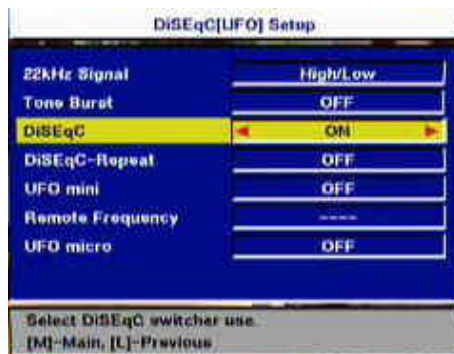 DiSEqC[UFO] Setup
22kHz Signal High/Low
Tone Burst OFF
DiSEqC ON
DiSEqC-Repeat OFF
UFO mini OFF
Remote Frequency ----
UFO micro OFF
Select DiSEqC switcher use.
[M]-Main, [L]-Previous